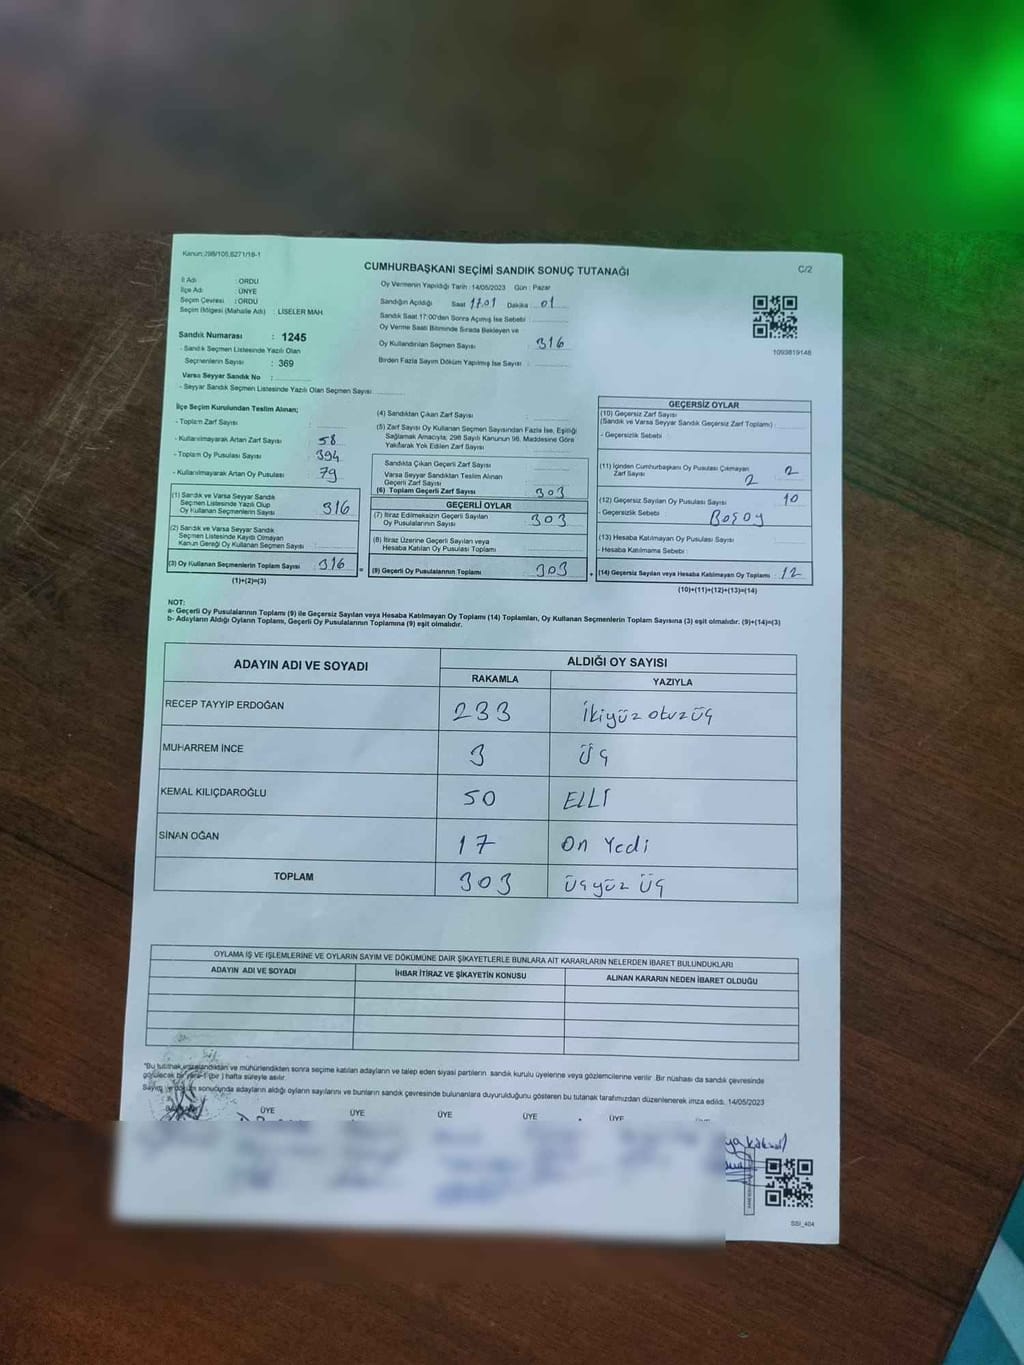 Kanun:298/105,6271/18-1
CUMHURBAŞKANI SEÇİMİ SANDIK SONUÇ TUTANAĞI
C/2
İl Adı : ORDU
İlçe Adı : ÜNYE
Seçim Çevresi : ORDU
Seçim Bölgesi (Mahalle Adı) : LİSELER MAH.
Oy Vermenin Yapıldığı Tarih : 14/05/2023 Gün : Pazar
Sandığın Açıldığı Saat 17.01 Dakika : 01
Sandık Saat 17:00'den Sonra Açımış İse Sebebi :
Oy Verme Saati Bitiminde Sırada Bekleyen ve
Oy Kullandırılan Seçmen Sayısı : 316
Birden Fazla Sayım Döküm Yapılmış İse Sayısı :
1093819148
Sandık Numarası : 1245
- Sandık Seçmen Listesinde Yazılı Olan
Seçmenlerin Sayısı : 369
Varsa Seyyar Sandık No :
- Seyyar Sandık Seçmen Listesinde Yazılı Olan Seçmen Sayısı
İlçe Seçim Kurulundan Teslim Alınan;
- Toplam Zarf Sayısı :
- Kullanılmayarak Artan Zarf Sayısı : 58
- Toplam Oy Pusulası Sayısı : 394
- Kullanılmayarak Artan Oy Pusulası : 79
(1) Sandık ve Varsa Seyyar Sandık
Seçmen Listesinde Yazılı Olup
Oy Kullanan Seçmenlerin Sayısı : 316
(2) Sandık ve Varsa Seyyar Sandık
Seçmen Listesinde Kaydı Olmayan
Kanun Gereği Oy Kullanan Seçmen Sayısı :
(3) Oy Kullanan Seçmenlerin Toplam Sayısı : 316
(1)+(2)=(3)
(4) Sandıktan Çıkan Zarf Sayısı
(5) Zarf Sayısı Oy Kullanan Seçmen Sayısından Fazla İse, Eşitliği
Sağlamak Amacıyla, 298 Sayılı Kanunun 98. Maddesine Göre
Yakılarak Yok Edilen Zarf Sayısı :
Sandıkta Çıkan Geçerli Zarf Sayısı
Varsa Seyyar Sandıktan Teslim Alınan
Geçerli Zarf Sayısı
(6) Toplam Geçerli Zarf Sayısı : 303
GEÇERLİ OYLAR
(7) İtiraz Edilmeksizin Geçerli Sayılan
Oy Pusulalarının Sayısı : 303
(8) İtiraz Üzerine Geçerli Sayılan veya
Hesaba Katılan Oy Pusulası Toplamı :
= (9) Geçerli Oy Pusulalarının Toplamı : 303 +
GEÇERSİZ OYLAR
(10) Geçersiz Zarf Sayısı
(Sandık ve Varsa Seyyar Sandık Geçersiz Zarf Toplamı) :
- Geçersizlik Sebebi :
(11) İçinden Cumhurbaşkanı Oy Pusulası Çıkmayan
Zarf Sayısı : 2
2
(12) Geçersiz Sayılan Oy Pusulası Sayısı : 10
- Geçersizlik Sebebi :
(13) Hesaba Katılmayan Oy Pusulası Sayısı :
- Hesaba Katılmama Sebebi :
(14) Geçersiz Sayılan veya Hesaba Katılmayan Oy Toplamı : 12
(10)+(11)+(12)+(13)=(14)
NOT:
a- Geçerli Oy Pusulalarının Toplamı (9) ile Geçersiz Sayılan veya Hesaba Katılmayan Oy Toplamı (14) Toplamları, Oy Kullanan Seçmenlerin Toplam Sayısına (3) eşit olmalıdır. (9)+(14)=(3)
b- Adayların Aldığı Oyların Toplamı, Geçerli Oy Pusulalarının Toplamına (9) eşit olmalıdır.
ADAYIN ADI VE SOYADI
ALDIĞI OY SAYISI
RAKAMLA YAZIYLA
RECEP TAYYİP ERDOĞAN 233 İkiyüz otuz üç
MUHARREM İNCE 3 Üç
KEMAL KILIÇDAROĞLU 50 ELLİ
SİNAN OĞAN 17 On Yedi
TOPLAM 303 Üçyüz Üç
OYLAMA İŞ VE İŞLEMLERİNE VE OYLARIN SAYIM VE DÖKÜMÜNE DAİR ŞİKAYETLERLE BUNLARA AİT KARARLARIN NELERDEN İBARET BULUNDUKLARI
ADAYIN ADI VE SOYADI İHBAR İTİRAZ VE ŞİKAYETİN KONUSU ALINAN KARARIN NEDEN İBARET OLDUĞU
"Bu tutanak imzalandıktan ve mühürlendikten sonra seçime katılan adayların ve talep eden siyasi partilerin sandık kurulu üyelerine veya gözlemcilerine verilir. Bir nüshası da sandık çevresinde
görülecek bir yere 1 (bir) hafta süreyle asılır.
Sayım ve döküm sonucunda adayların aldığı oyların sayılarını ve bunların sandık çevresinde bulunanlara duyurulduğunu gösteren bu tutanak tarafımızdan düzenlenerek imza edildi. 14/05/2023
ÜYE ÜYE ÜYE ÜYE ÜYE
SSI_404